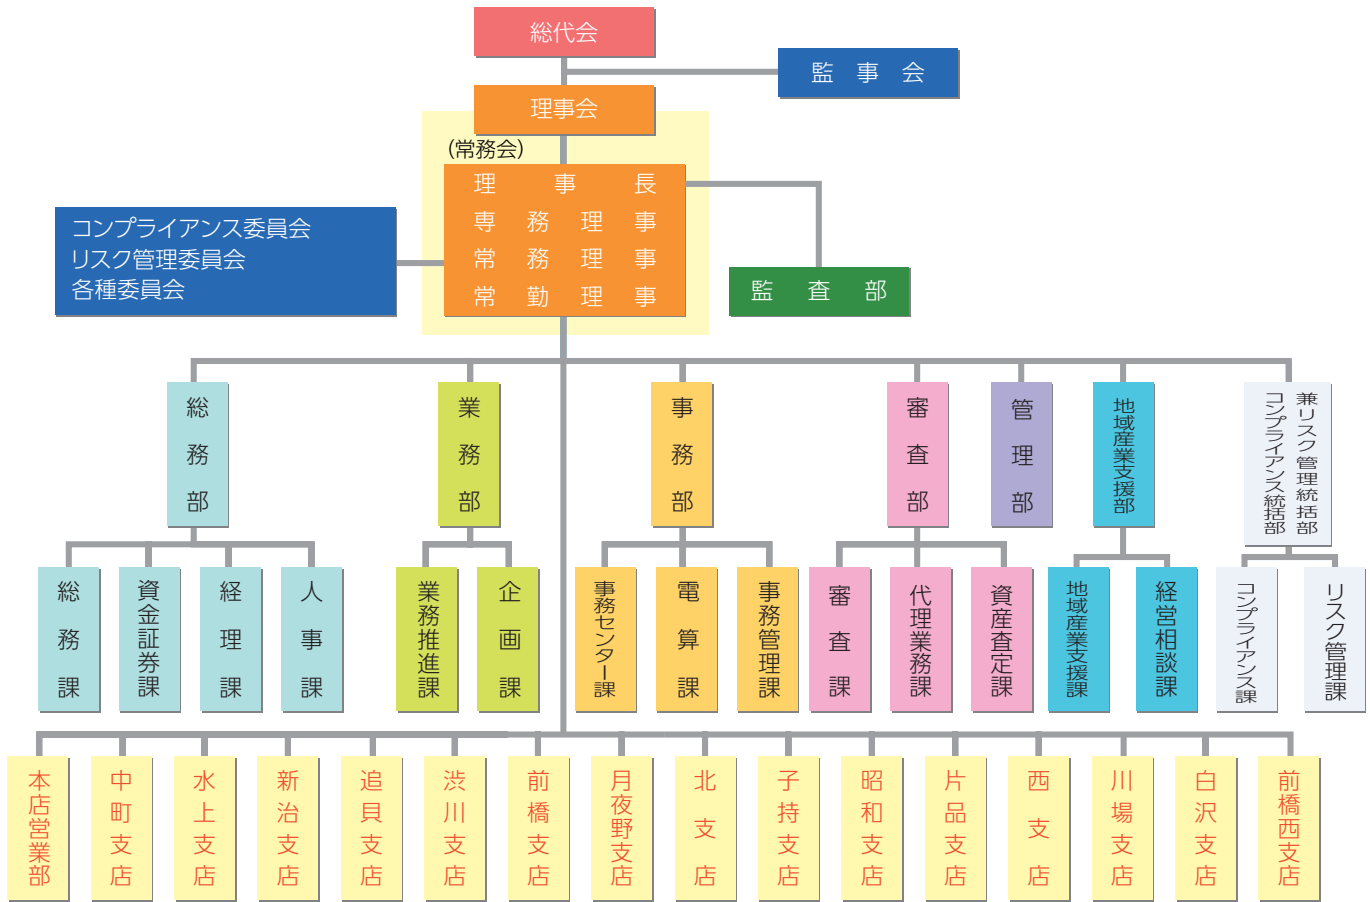 総代会
監事会
理事会
(常務会)
理事長
専務理事
常務理事
常勤理事
コンプライアンス委員会
リスク管理委員会
各種委員会
監査部
総務部
業務部
事務部
審査部
管理部
地域産業支援部
兼リスク管理統括部
コンプライアンス統括部
総務課
資金証券課
経理課
人事課
業務推進課
企画課
事務センター課
電算課
事務管理課
審査課
代理業務課
資産査定課
地域産業支援課
経営相談課
コンプライアンス課
リスク管理課
本店営業部
中町支店
水上支店
新治支店
追貝支店
渋川支店
前橋支店
月夜野支店
北支店
子持支店
昭和支店
片品支店
西支店
川場支店
白沢支店
前橋西支店